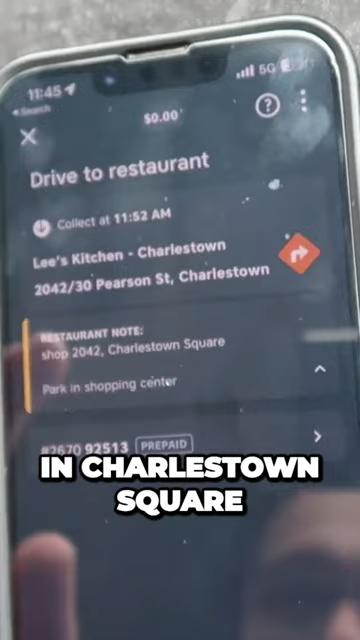 11:45
Search
5G
$0.00
?
Drive to restaurant
Collect at 11:52 AM
Lee's Kitchen - Charlestown
2042/30 Pearson St, Charlestown
RESTAURANT NOTE:
shop 2042, Charlestown Square
Park in shopping center
#2670 92513 PREPAID
IN CHARLESTOWN
SQUARE